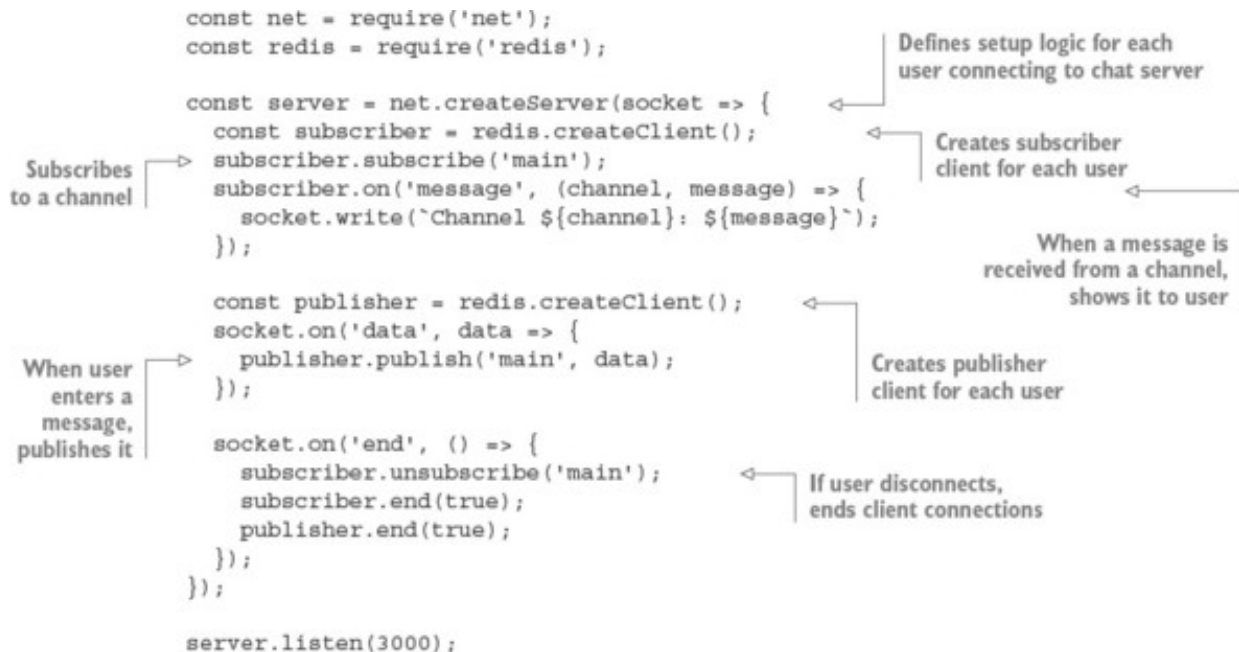 const net = require('net');
const redis = require('redis');
Defines setup logic for each
user connecting to chat server
const server = net.createServer(socket => {
  const subscriber = redis.createClient();
Creates subscriber
client for each user
Subscribes
to a channel
  subscriber.subscribe('main');
  subscriber.on('message', (channel, message) => {
    socket.write(`Channel ${channel}: ${message}`);
  });
When a message is
received from a channel,
shows it to user
  const publisher = redis.createClient();
  socket.on('data', data => {
    publisher.publish('main', data);
  });
Creates publisher
client for each user
When user
enters a
message,
publishes it
  socket.on('end', () => {
    subscriber.unsubscribe('main');
    subscriber.end(true);
    publisher.end(true);
  });
});
If user disconnects,
ends client connections
server.listen(3000);